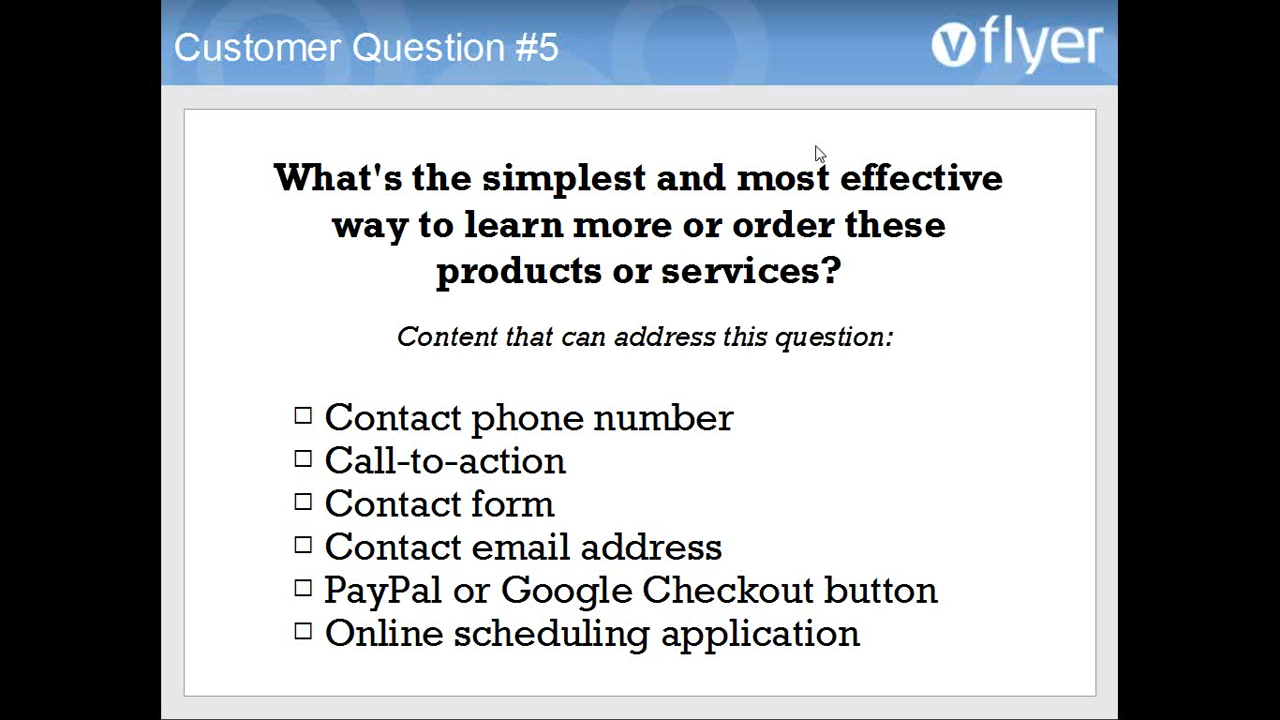 Customer Question #5
vflyer
What's the simplest and most effective
way to learn more or order these
products or services?
Content that can address this question:
☐ Contact phone number
☐ Call-to-action
☐ Contact form
☐ Contact email address
☐ PayPal or Google Checkout button
☐ Online scheduling application